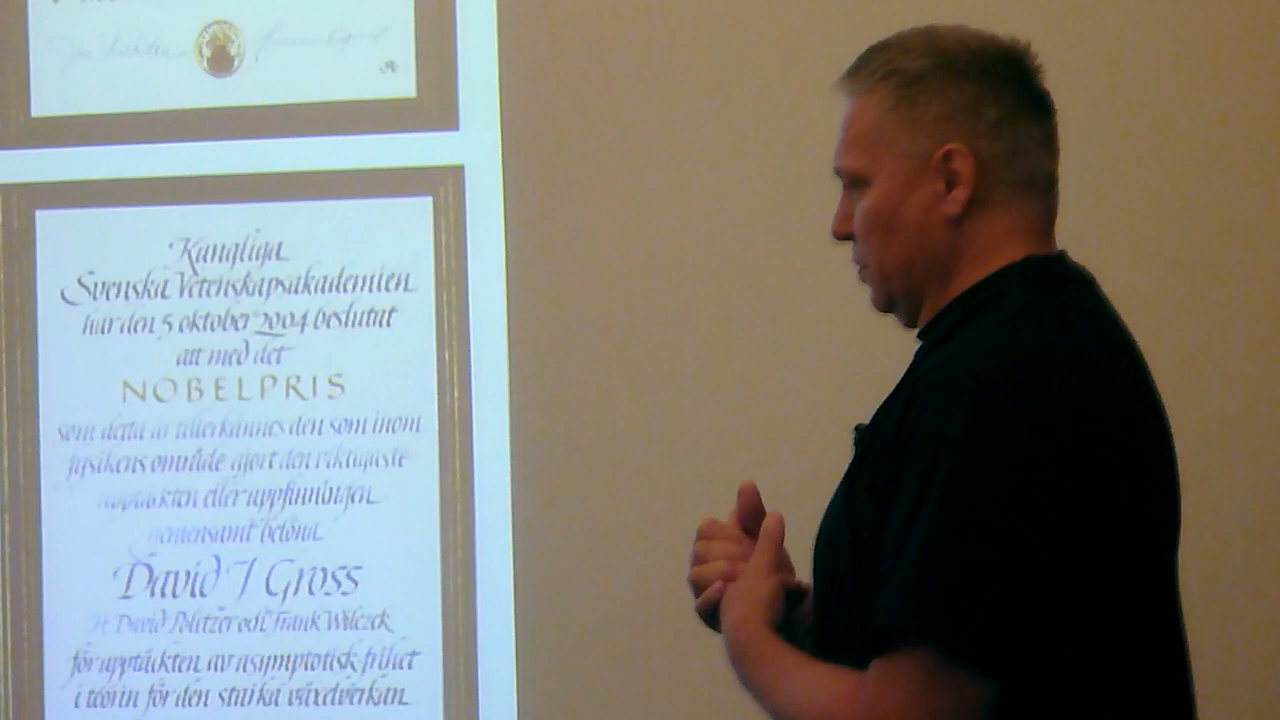 Kungliga
Svenska Vetenskapsakademien
har den 5 oktober 2004 beslutat
att med det
NOBELPRIS
som detta år tillerkännes den som inom
fysikens område gjort den viktigaste
upptäckten eller uppfinningen
gemensamt belöna
David J Gross
H David Politzer och Frank Wilczek
för upptäckten av asymptotisk frihet
i teorin för den starka växelverkan